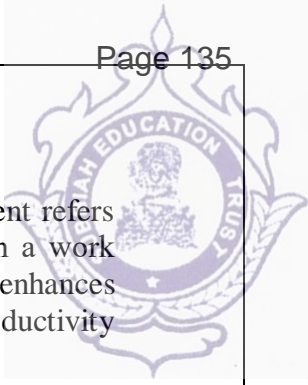 Page 135
EDUCATION
TRUST
ent refers
n a work
enhances
ductivity